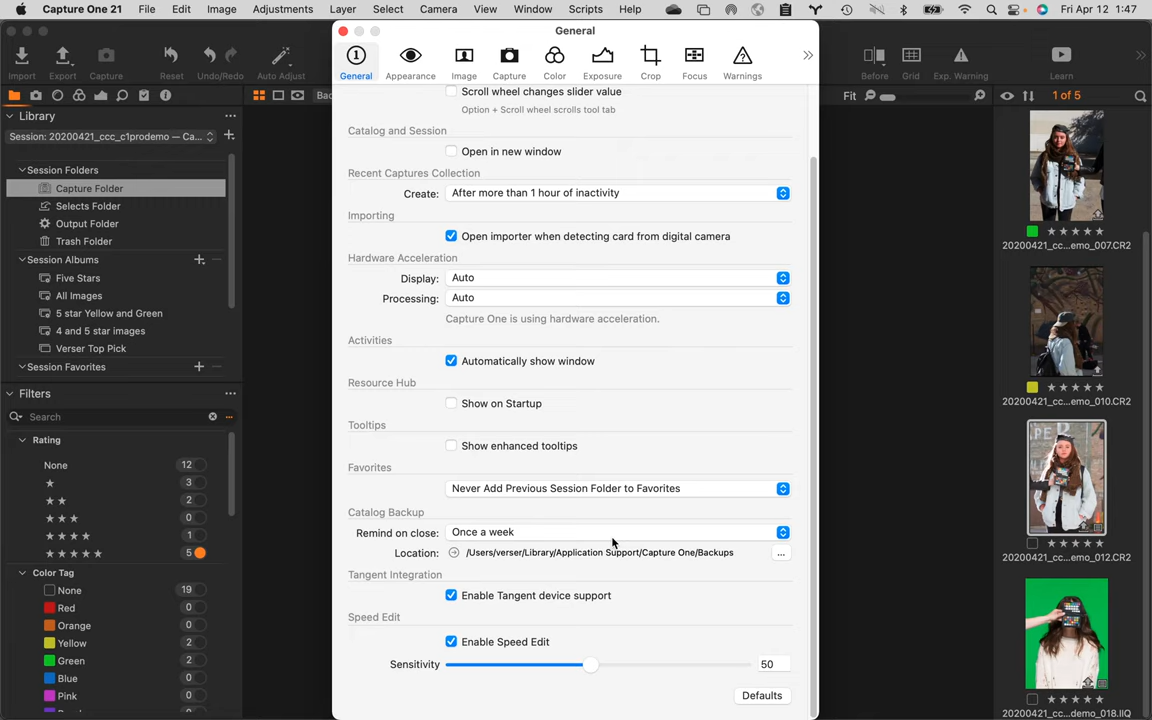 Capture One 21 File Edit Image Adjustments Layer Select Camera View Window Scripts Help Fri Apr 12 1:47
General
Import Export Capture Reset Undo/Redo Auto Adjust
General Appearance Image Capture Color Exposure Crop Focus Warnings
Before Grid Exp. Warning Learn
Bac
Fit
1 of 5
Library
Session: 20200421_ccc_c1prodemo — Ca...
Session Folders
Capture Folder
Selects Folder
Output Folder
Trash Folder
Session Albums
Five Stars
All Images
5 star Yellow and Green
4 and 5 star images
Verser Top Pick
Session Favorites
Filters
Search
Rating
None 12
3
2
0
1
5
Color Tag
None 19
Red 0
Orange 0
Yellow 2
Green 2
Blue 0
Pink 0
Scroll wheel changes slider value
Option + Scroll wheel scrolls tool tab
Catalog and Session
Open in new window
Recent Captures Collection
Create: After more than 1 hour of inactivity
Importing
Open importer when detecting card from digital camera
Hardware Acceleration
Display: Auto
Processing: Auto
Capture One is using hardware acceleration.
Activities
Automatically show window
Resource Hub
Show on Startup
Tooltips
Show enhanced tooltips
Favorites
Never Add Previous Session Folder to Favorites
Catalog Backup
Remind on close: Once a week
Location: /Users/verser/Library/Application Support/Capture One/Backups ...
Tangent Integration
Enable Tangent device support
Speed Edit
Enable Speed Edit
Sensitivity 50
Defaults
20200421_cc...emo_007.CR2
20200421_cc...emo_010.CR2
20200421_cc...emo_012.CR2
20200421_cc...demo_018.IIQ